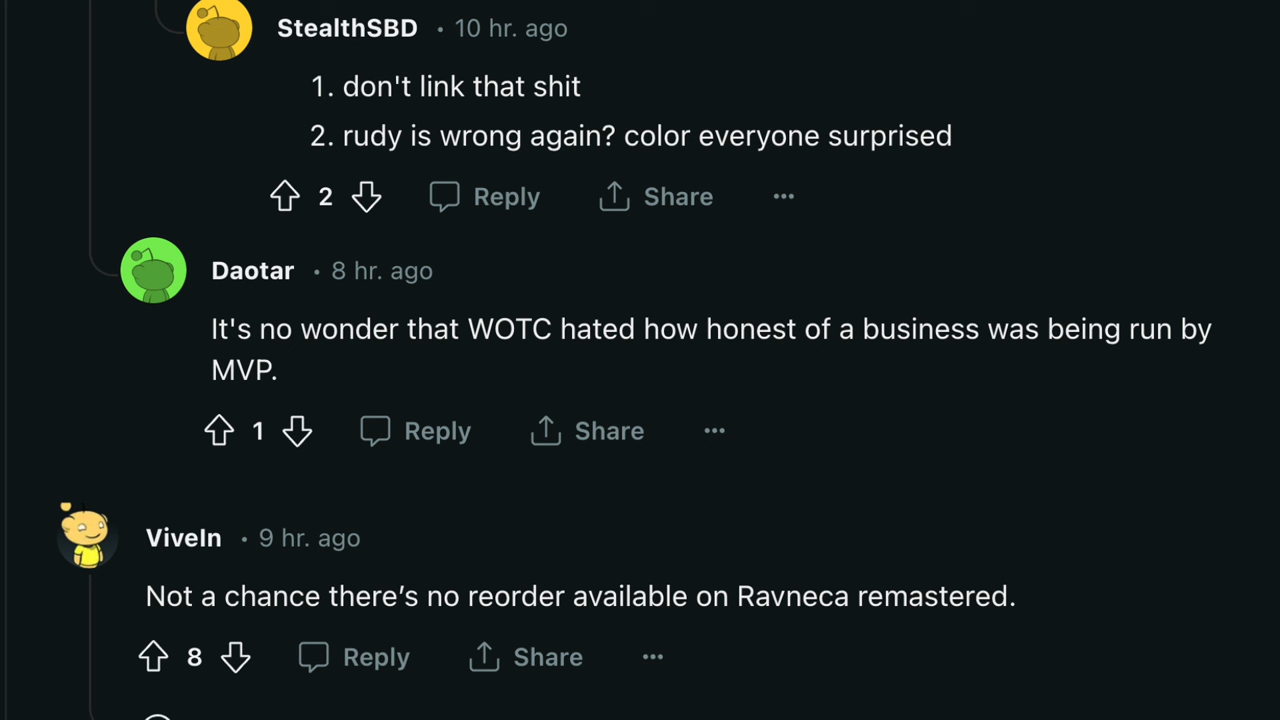 StealthSBD • 10 hr. ago
1. don't link that shit
2. rudy is wrong again? color everyone surprised
2 Reply Share ...
Daotar • 8 hr. ago
It's no wonder that WOTC hated how honest of a business was being run by
MVP.
1 Reply Share ...
ViveIn • 9 hr. ago
Not a chance there’s no reorder available on Ravneca remastered.
8 Reply Share ...